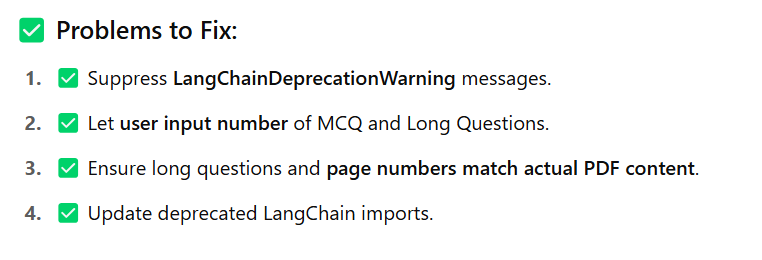 ✅ Problems to Fix:
1. ✅ Suppress LangChainDeprecationWarning messages.
2. ✅ Let user input number of MCQ and Long Questions.
3. ✅ Ensure long questions and page numbers match actual PDF content.
4. ✅ Update deprecated LangChain imports.